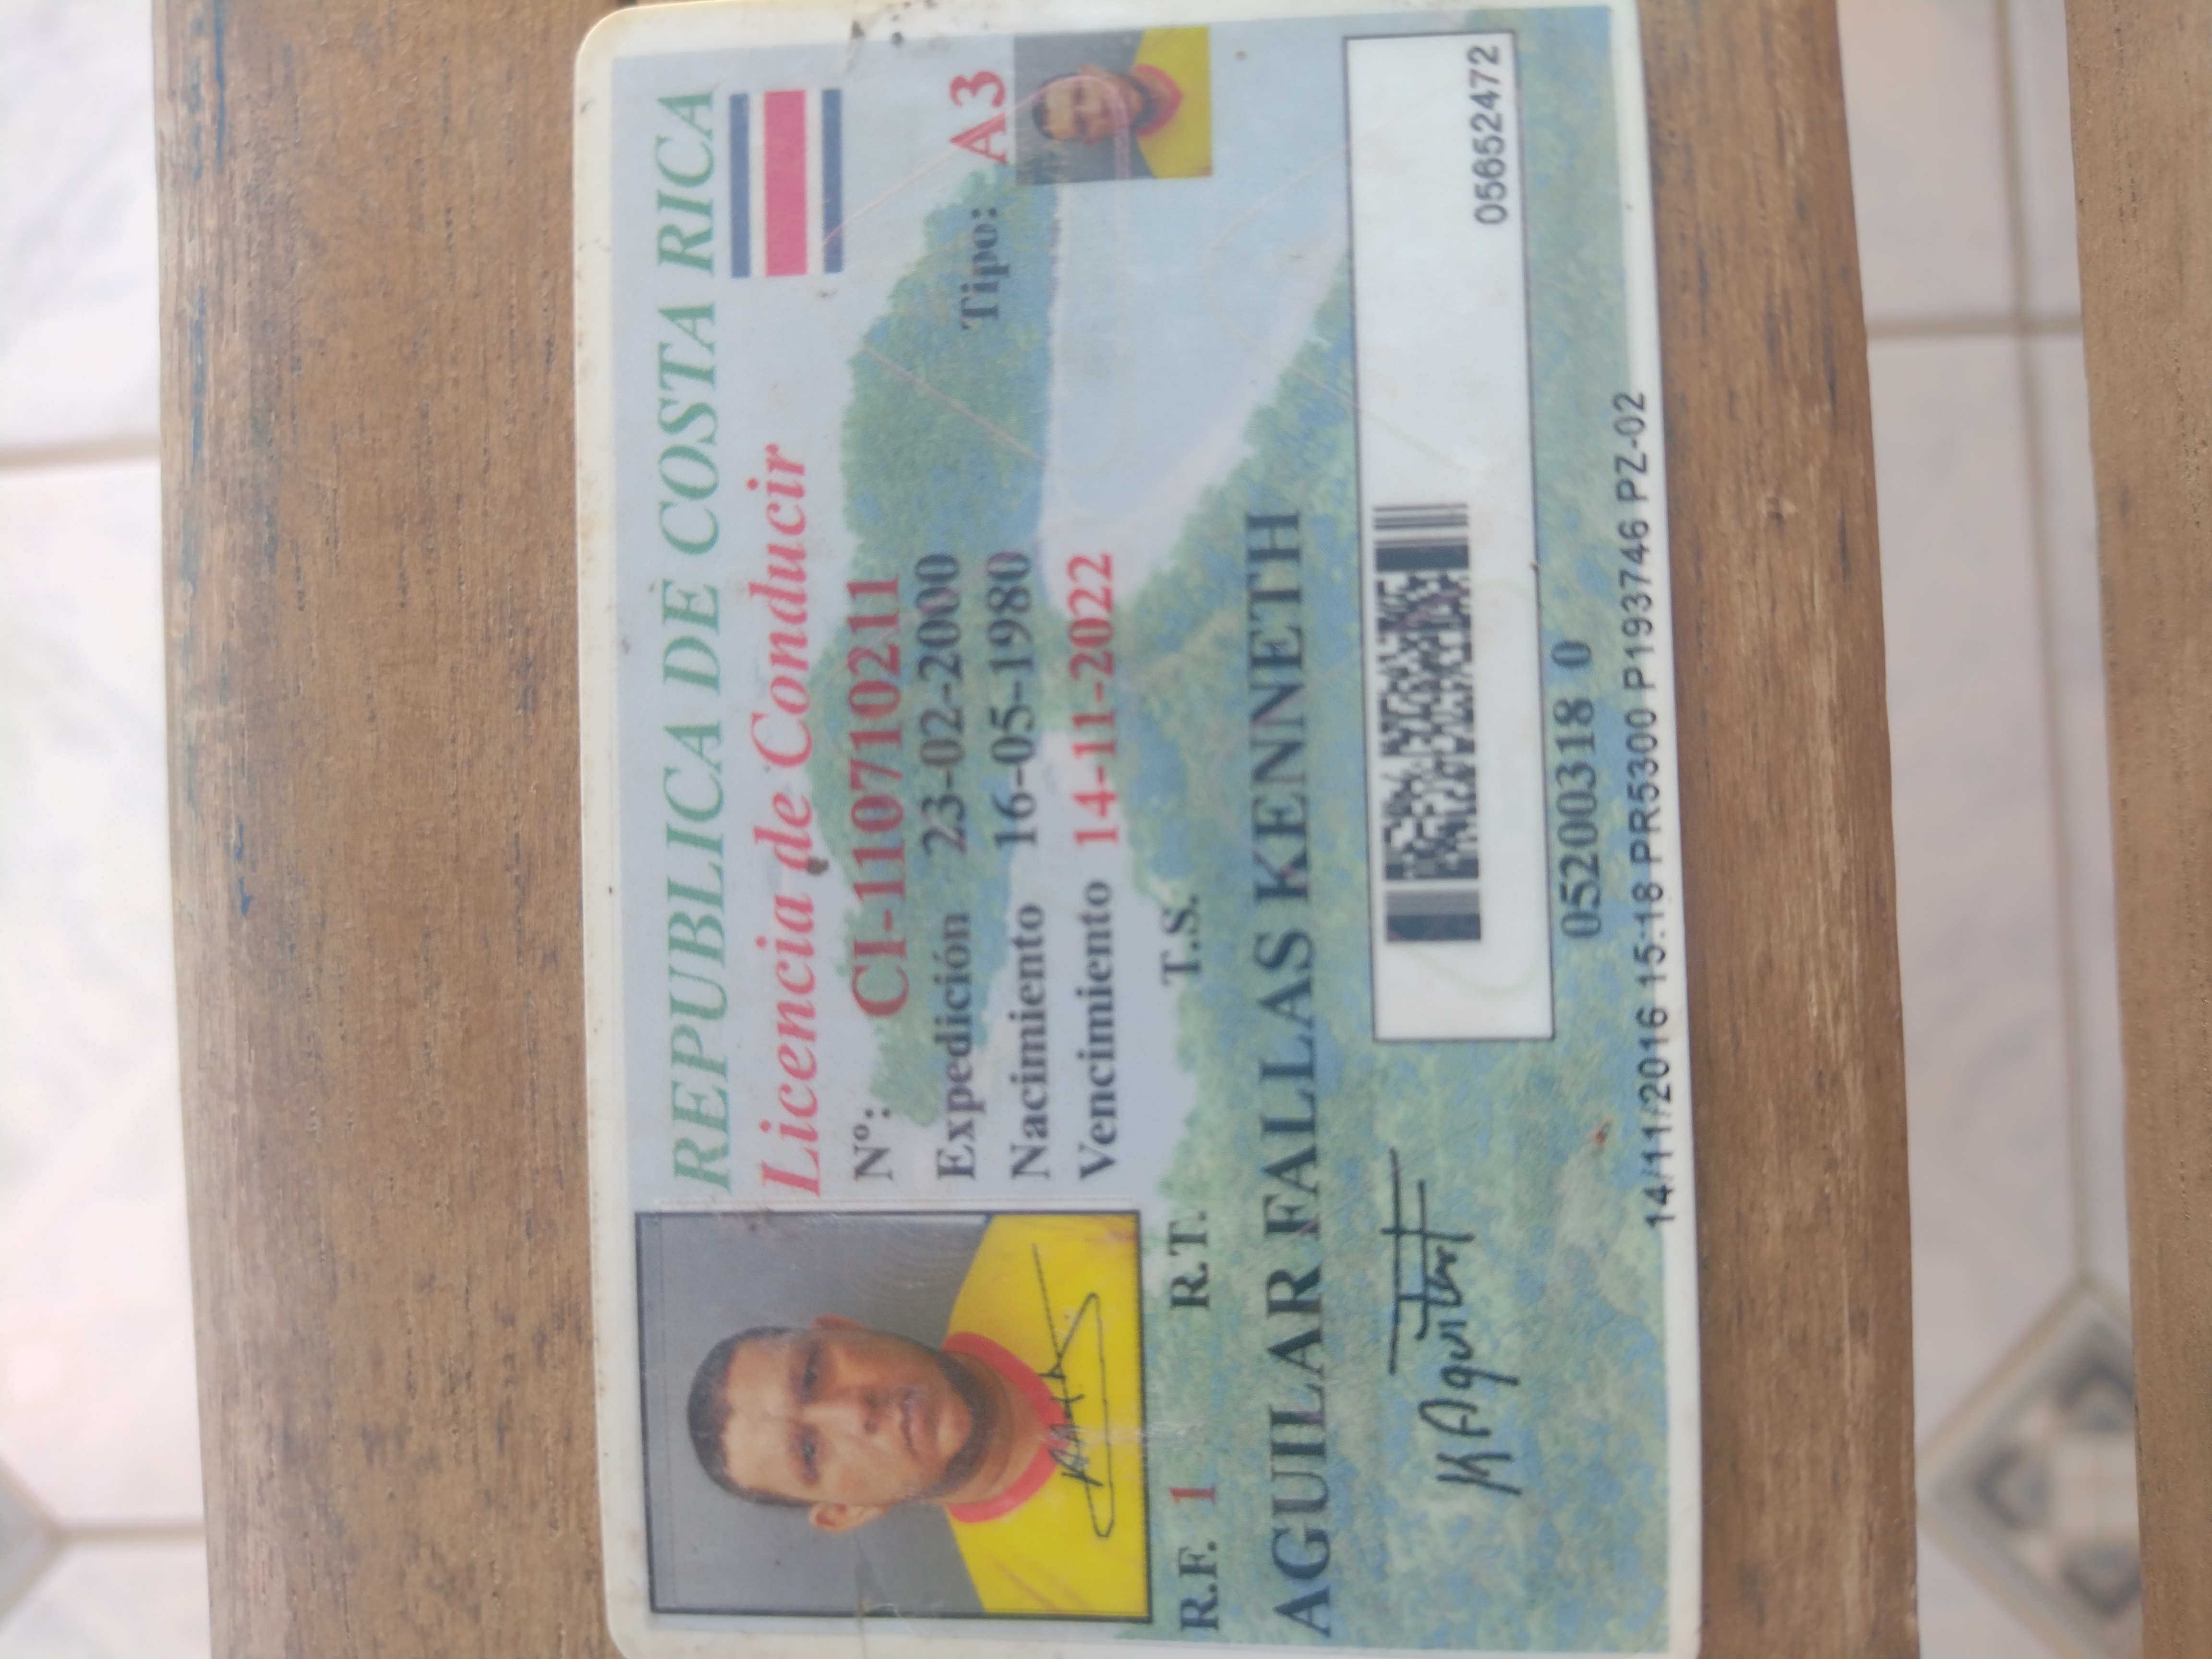 REPUBLICA DE COSTA RICA
Licencia de Conducir
Nº: CI-110710211
Expedición 23-02-2000
Nacimiento 16-05-1980
Vencimiento 14-11-2022
Tipo: A3
R.F. 1 R.T. T.S.
AGUILAR FALLAS KENNETH
05652472
K Aguilar F
05200318 0
14/11/2016 15:18 PR5300 P193746 PZ-02